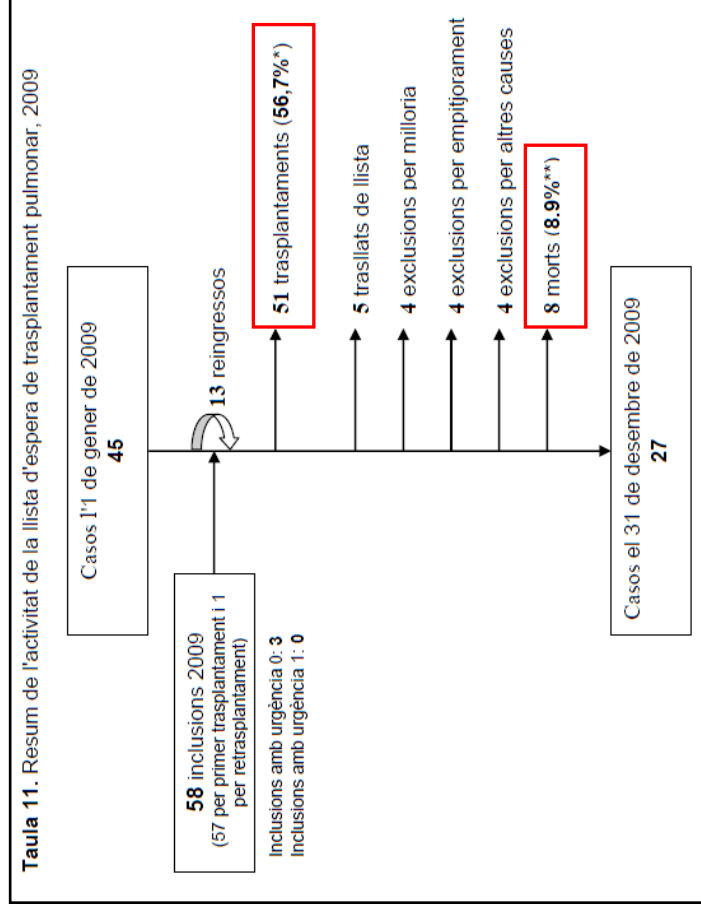 Taula 11. Resum de l'activitat de la llista d'espera de trasplantament pulmonar, 2009
Casos l'1 de gener de 2009
45
58 inclusions 2009
(57 per primer trasplantament i 1
per retrasplantament)
Inclusions amb urgència 0: 3
Inclusions amb urgència 1: 0
13 reingressos
51 trasplantaments (56,7%*)
5 trasllats de llista
4 exclusions per milloria
4 exclusions per empitjorament
4 exclusions per altres causes
8 morts (8.9%**)
Casos el 31 de desembre de 2009
27